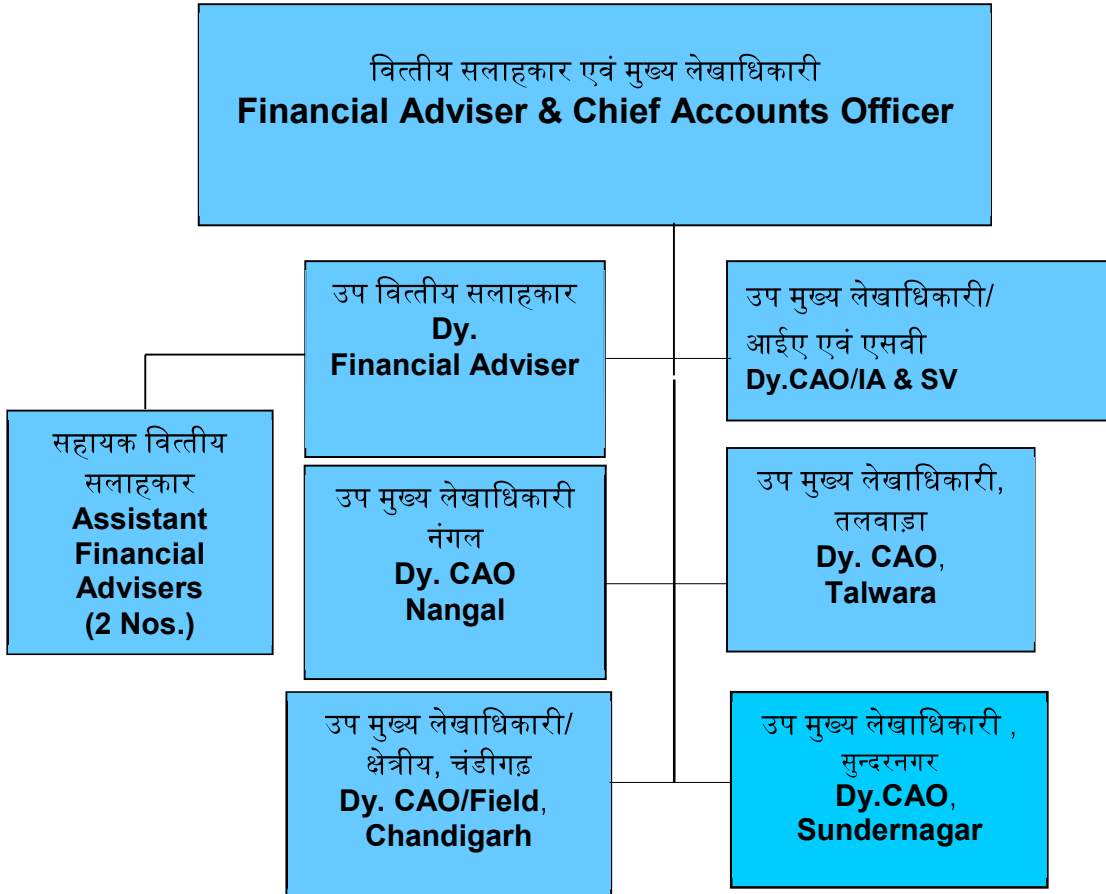 वित्तीय सलाहकार एवं मुख्य लेखाधिकारी
Financial Adviser & Chief Accounts Officer
उप वित्तीय सलाहकार
Dy.
Financial Adviser
उप मुख्य लेखाधिकारी/
आईए एवं एसवी
Dy.CAO/IA & SV
सहायक वित्तीय
सलाहकार
Assistant
Financial
Advisers
(2 Nos.)
उप मुख्य लेखाधिकारी
नंगल
Dy. CAO
Nangal
उप मुख्य लेखाधिकारी,
तलवाड़ा
Dy. CAO,
Talwara
उप मुख्य लेखाधिकारी/
क्षेत्रीय, चंडीगढ़
Dy. CAO/Field,
Chandigarh
उप मुख्य लेखाधिकारी ,
सुन्दरनगर
Dy.CAO,
Sundernagar